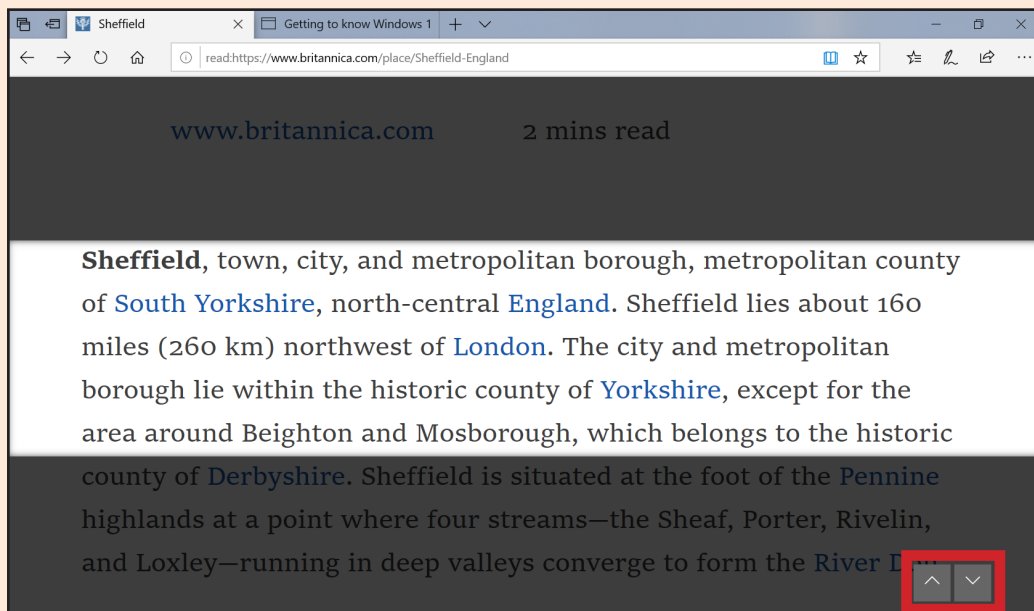 Sheffield
Getting to know Windows 1
read:https://www.britannica.com/place/Sheffield-England
www.britannica.com 2 mins read
Sheffield, town, city, and metropolitan borough, metropolitan county
of South Yorkshire, north-central England. Sheffield lies about 160
miles (260 km) northwest of London. The city and metropolitan
borough lie within the historic county of Yorkshire, except for the
area around Beighton and Mosborough, which belongs to the historic
county of Derbyshire. Sheffield is situated at the foot of the Pennine
highlands at a point where four streams—the Sheaf, Porter, Rivelin,
and Loxley—running in deep valleys converge to form the River